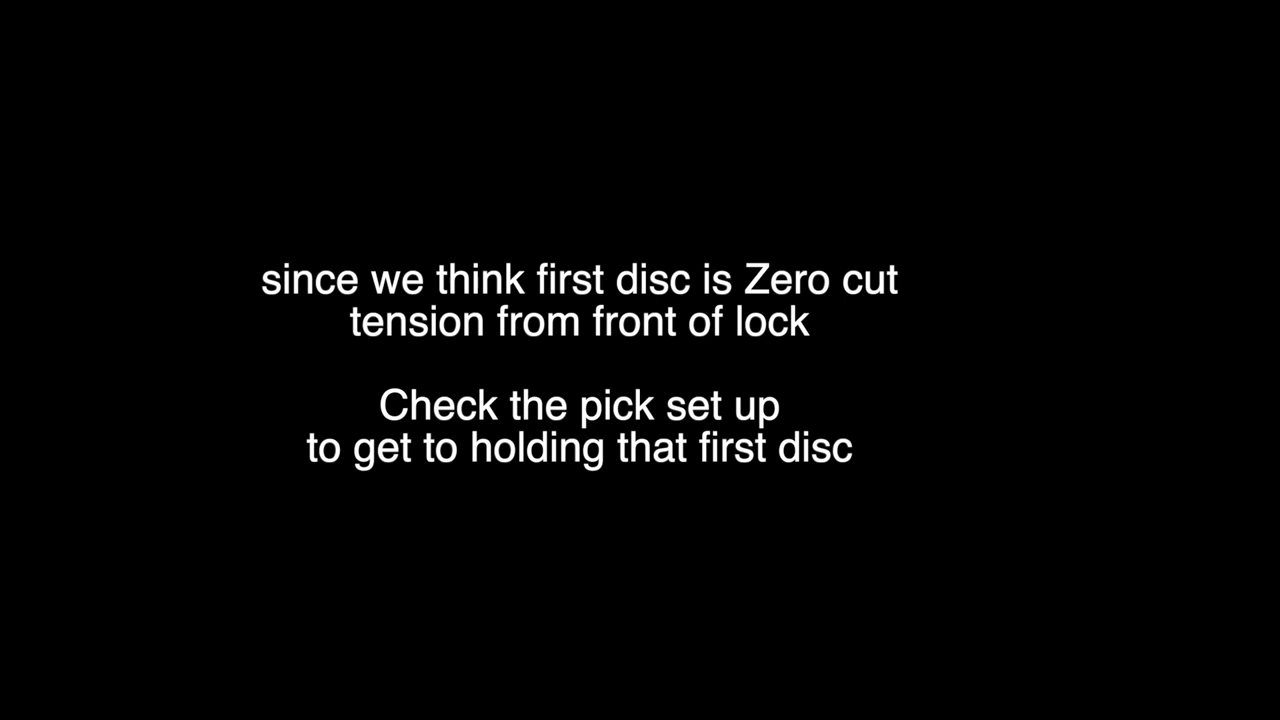 since we think first disc is Zero cut
tension from front of lock
Check the pick set up
to get to holding that first disc